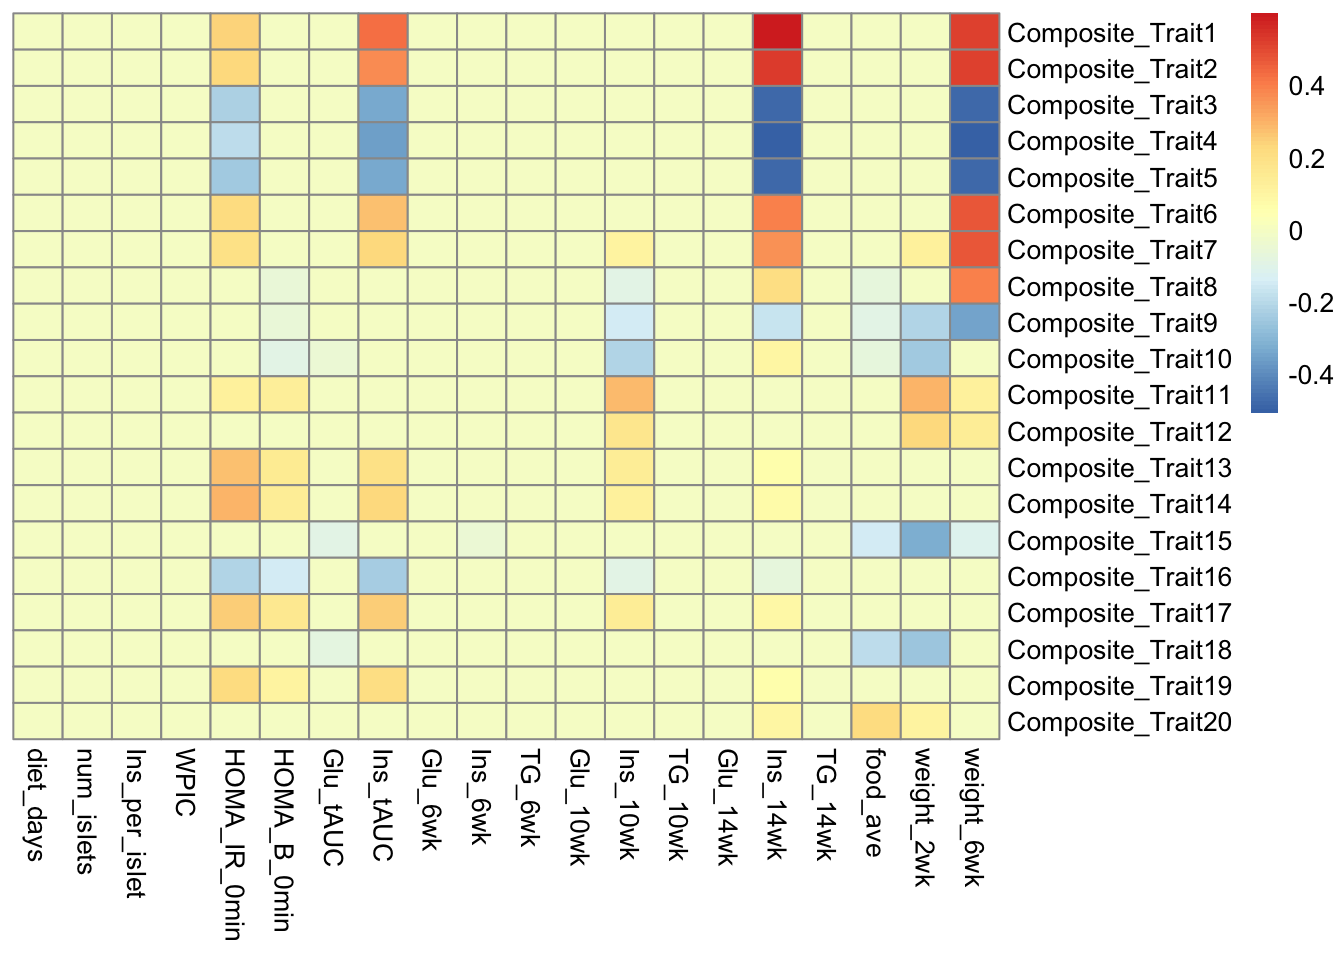 Composite_Trait1
Composite_Trait2
Composite_Trait3
Composite_Trait4
Composite_Trait5
Composite_Trait6
Composite_Trait7
Composite_Trait8
Composite_Trait9
Composite_Trait10
Composite_Trait11
Composite_Trait12
Composite_Trait13
Composite_Trait14
Composite_Trait15
Composite_Trait16
Composite_Trait17
Composite_Trait18
Composite_Trait19
Composite_Trait20
0.4
0.2
0
-0.2
-0.4
diet_days
num_islets
Ins_per_islet
WPIC
HOMA_IR_0min
HOMA_B_0min
Glu_tAUC
Ins_tAUC
Glu_6wk
Ins_6wk
TG_6wk
Glu_10wk
Ins_10wk
TG_10wk
Glu_14wk
Ins_14wk
TG_14wk
food_ave
weight_2wk
weight_6wk